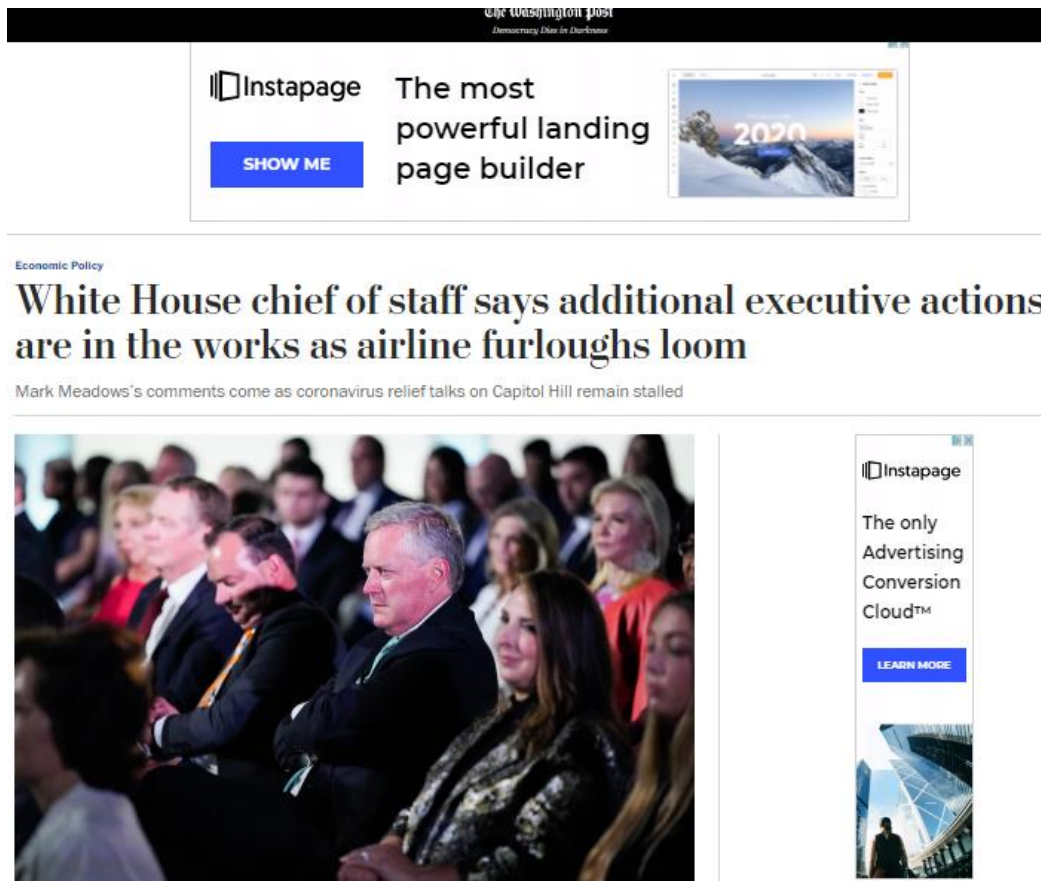 The Washington Post
Democracy Dies in Darkness
Instapage
The most
powerful landing
page builder
SHOW ME
2020
Economic Policy
White House chief of staff says additional executive actions
are in the works as airline furloughs loom
Mark Meadows's comments come as coronavirus relief talks on Capitol Hill remain stalled
Instapage
The only
Advertising
Conversion
Cloud™
LEARN MORE